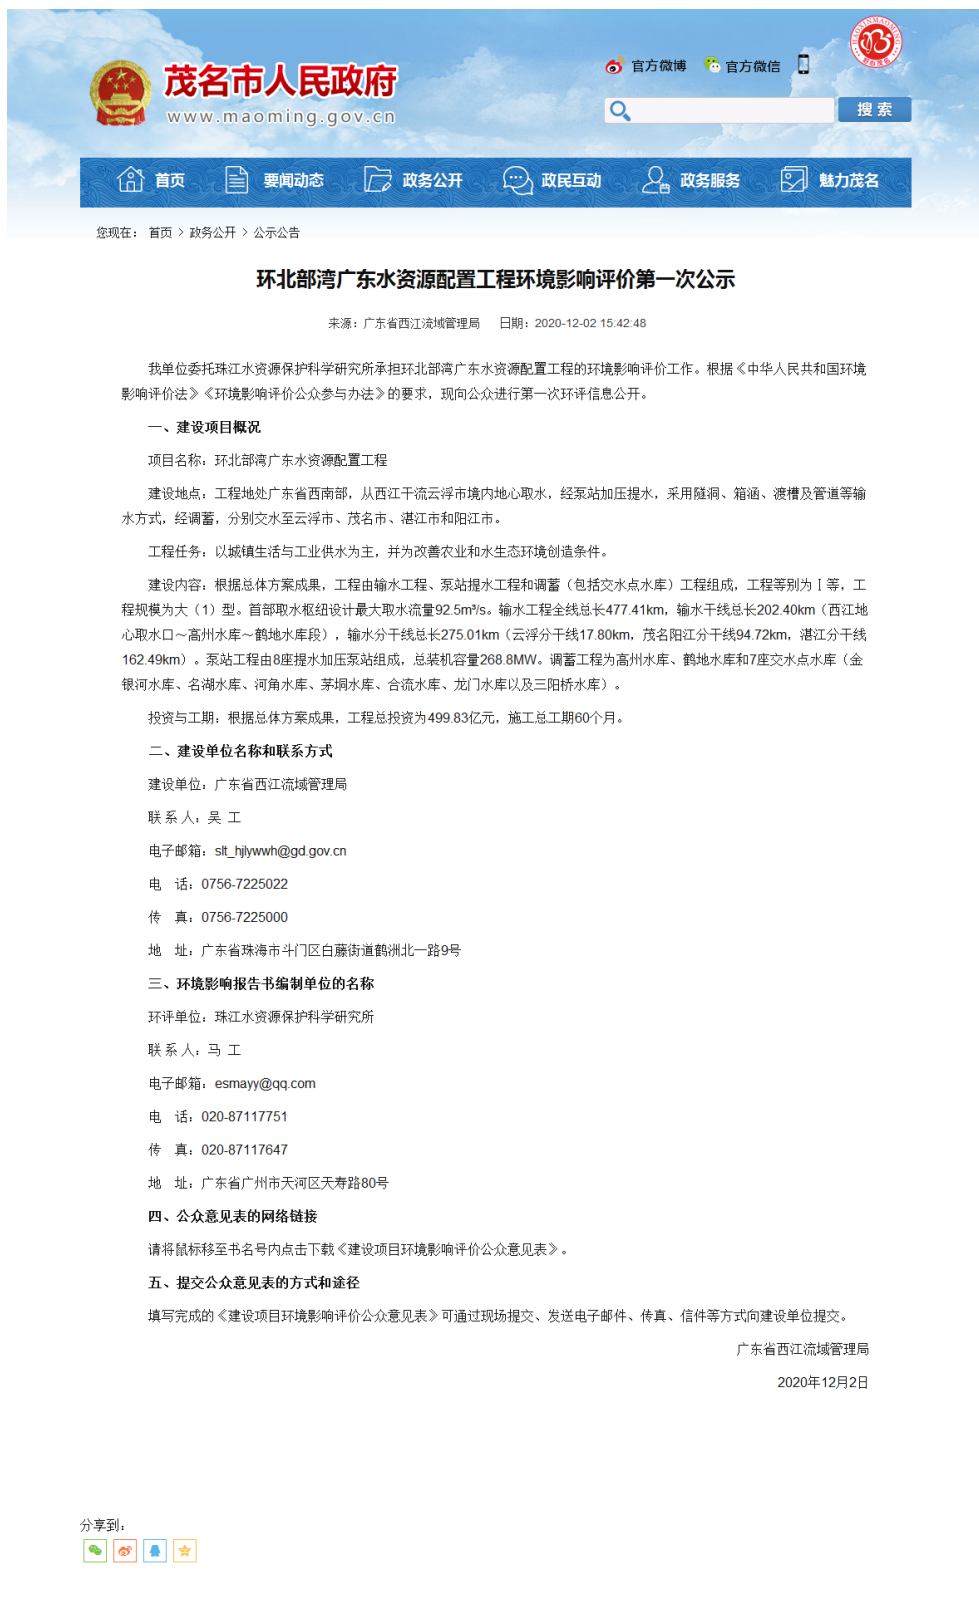 茂名市人民政府
www.maoming.gov.cn
官方微博 官方微信
搜索
首页 要闻动态 政务公开 政民互动 政务服务 魅力茂名
您现在： 首页 > 政务公开 > 公示公告
环北部湾广东水资源配置工程环境影响评价第一次公示
来源：广东省西江流域管理局 日期：2020-12-02 15:42:48
我单位委托珠江水资源保护科学研究所承担环北部湾广东水资源配置工程的环境影响评价工作。根据《中华人民共和国环境
影响评价法》《环境影响评价公众参与办法》的要求，现向公众进行第一次环评信息公开。
一、建设项目概况
项目名称：环北部湾广东水资源配置工程
建设地点：工程地处广东省西南部，从西江干流云浮市境内地心取水，经泵站加压提水，采用隧洞、箱涵、渡槽及管道等输
水方式，经调蓄，分别交水至云浮市、茂名市、湛江市和阳江市。
工程任务：以城镇生活与工业供水为主，并为改善农业和水生态环境创造条件。
建设内容：根据总体方案成果，工程由输水工程、泵站提水工程和调蓄（包括交水点水库）工程组成，工程等别为Ⅰ等，工
程规模为大（1）型。首部取水枢纽设计最大取水流量92.5m³/s。输水工程全线总长477.41km，输水干线总长202.40km（西江地
心取水口～高州水库～鹤地水库段），输水分干线总长275.01km（云浮分干线17.80km，茂名阳江分干线94.72km，湛江分干线
162.49km）。泵站工程由8座提水加压泵站组成，总装机容量268.8MW。调蓄工程为高州水库、鹤地水库和7座交水点水库（金
银河水库、名湖水库、河角水库、茅垌水库、合流水库、龙门水库以及三阳桥水库）。
投资与工期：根据总体方案成果，工程总投资为499.83亿元，施工总工期60个月。
二、建设单位名称和联系方式
建设单位：广东省西江流域管理局
联 系 人：吴 工
电子邮箱：slt_hjlywwh@gd.gov.cn
电 话：0756-7225022
传 真：0756-7225000
地 址：广东省珠海市斗门区白藤街道鹤洲北一路9号
三、环境影响报告书编制单位的名称
环评单位：珠江水资源保护科学研究所
联 系 人：马 工
电子邮箱：esmayy@qq.com
电 话：020-87117751
传 真：020-87117647
地 址：广东省广州市天河区天寿路80号
四、公众意见表的网络链接
请将鼠标移至书名号内点击下载《建设项目环境影响评价公众意见表》。
五、提交公众意见表的方式和途径
填写完成的《建设项目环境影响评价公众意见表》可通过现场提交、发送电子邮件、传真、信件等方式向建设单位提交。
广东省西江流域管理局
2020年12月2日
分享到：